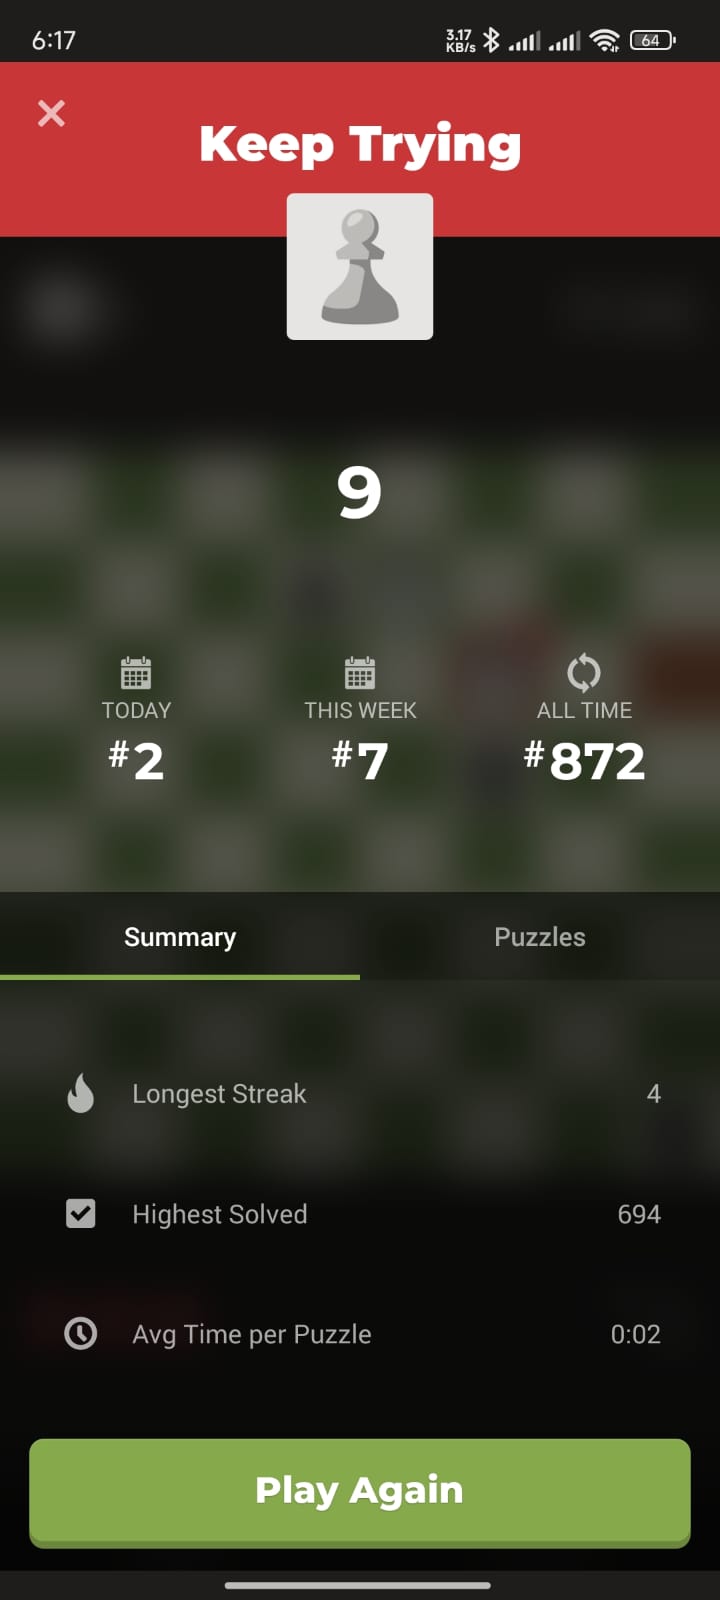 6:17
3.17
KB/s
64
Keep Trying
9
TODAY
#2
THIS WEEK
#7
ALL TIME
#872
Summary
Puzzles
Longest Streak 4
Highest Solved 694
Avg Time per Puzzle 0:02
Play Again